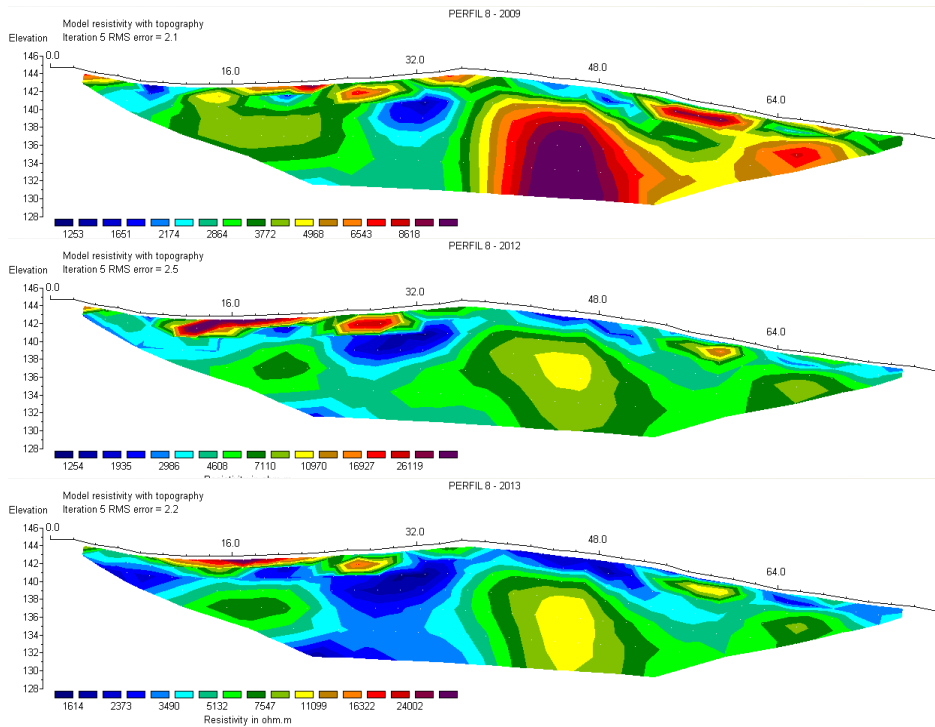 PERFIL 8 - 2009
Model resistivity with topography
Iteration 5 RMS error = 2.1
Elevation
0.0
16.0
32.0
48.0
64.0
146
144
142
140
138
136
134
132
130
128
1253 1651 2174 2864 3772 4968 6543 8618
PERFIL 8 - 2012
Model resistivity with topography
Iteration 5 RMS error = 2.5
Elevation
0.0
16.0
32.0
48.0
64.0
146
144
142
140
139
137
135
133
132
130
128
1254 1935 2986 4608 7110 10970 16927 26119
PERFIL 8 - 2013
Model resistivity with topography
Iteration 5 RMS error = 2.2
Elevation
0.0
16.0
32.0
48.0
64.0
146
144
142
140
138
136
134
132
130
128
1614 2373 3490 5132 7547 11099 16322 24002
Resistivity in ohm.m